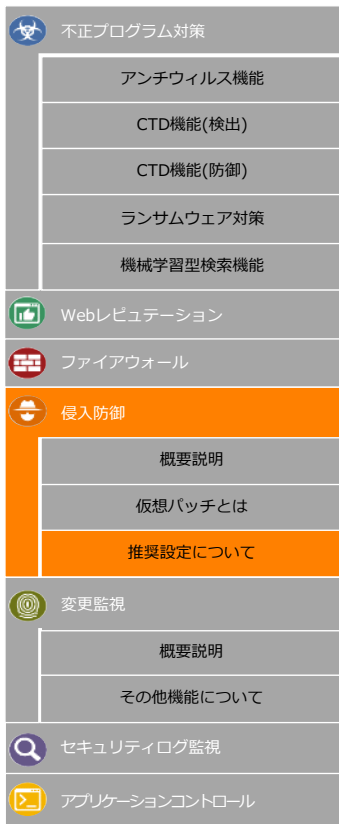 不正プログラム対策
アンチウィルス機能
CTD機能(検出)
CTD機能(防御)
ランサムウェア対策
機械学習型検索機能
Webレピュテーション
ファイアウォール
侵入防御
概要説明
仮想パッチとは
推奨設定について
変更監視
概要説明
その他機能について
セキュリティログ監視
アプリケーションコントロール